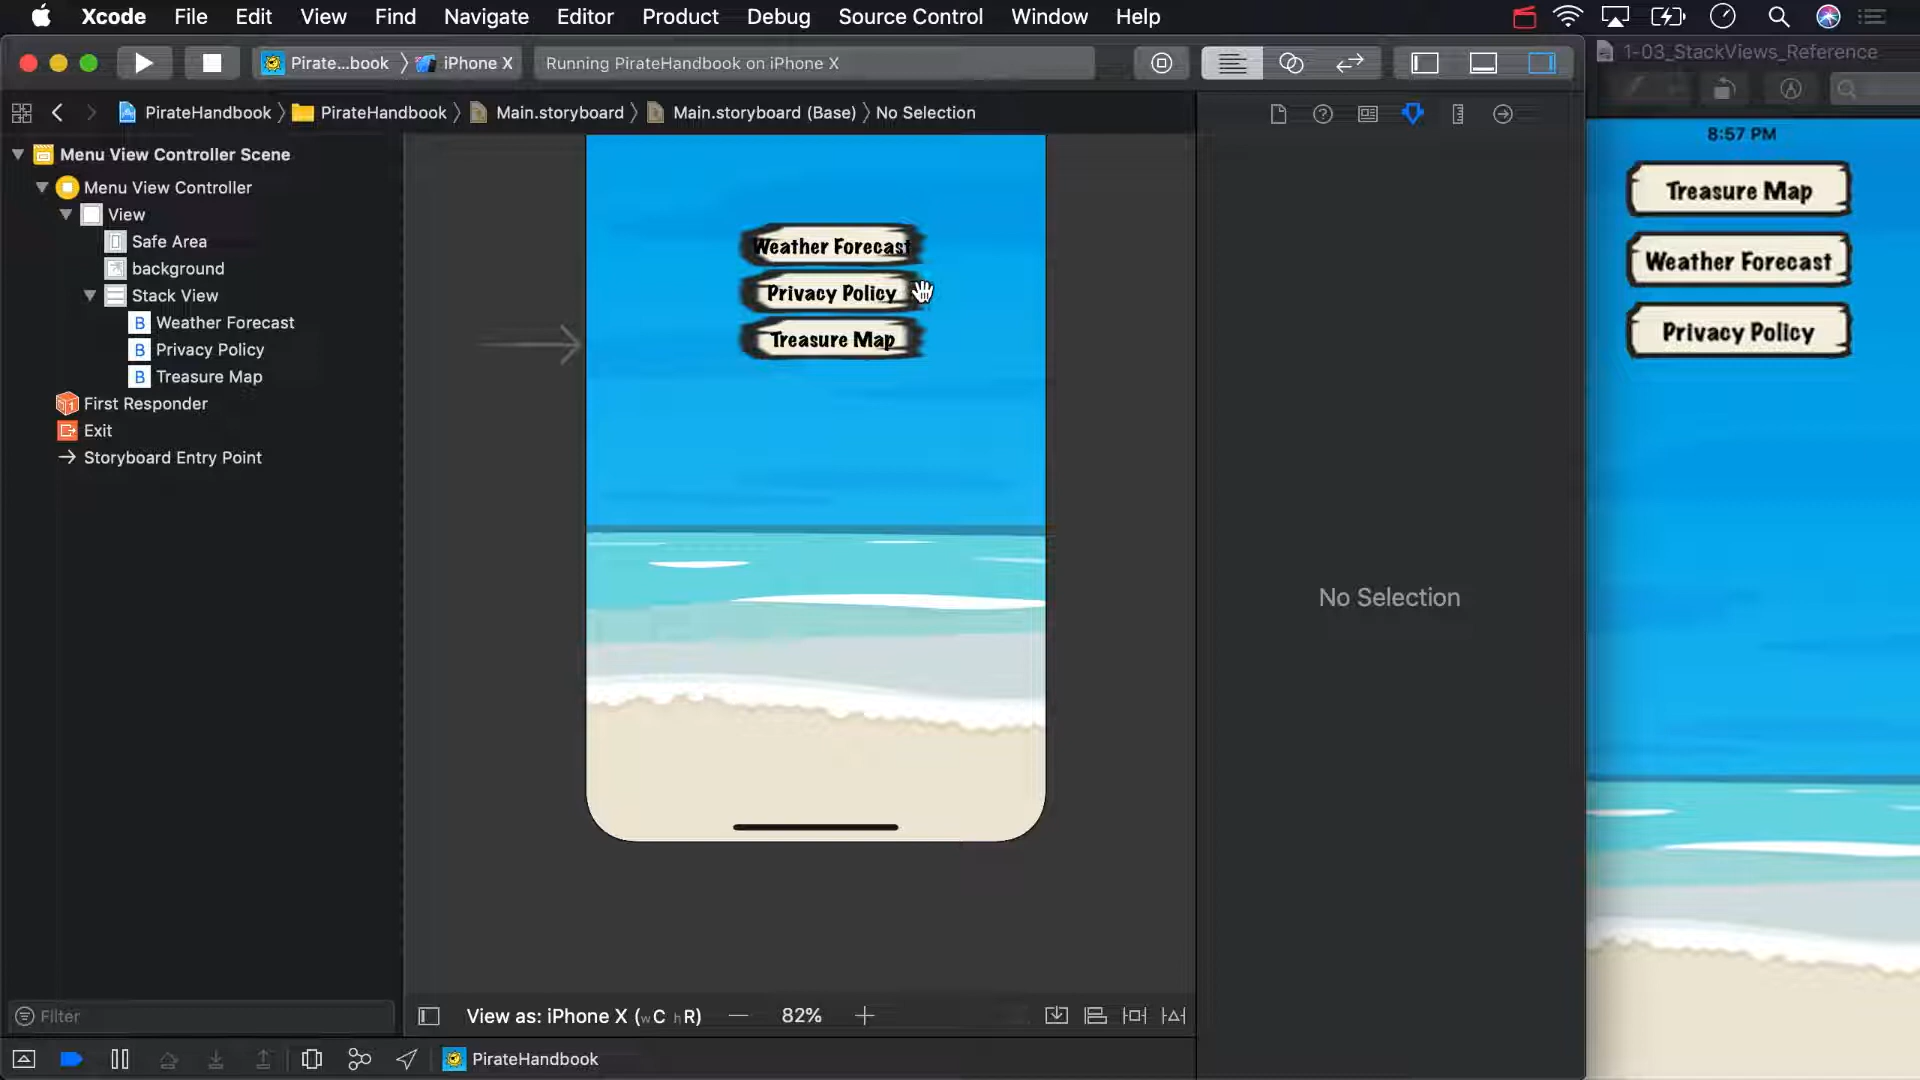 Xcode File Edit View Find Navigate Editor Product Debug Source Control Window Help
Pirate...book iPhone X Running PirateHandbook on iPhone X
1-03_StackViews_Reference
PirateHandbook PirateHandbook Main.storyboard Main.storyboard (Base) No Selection
Menu View Controller Scene
Menu View Controller
View
Safe Area
background
Stack View
B Weather Forecast
B Privacy Policy
B Treasure Map
First Responder
Exit
Storyboard Entry Point
Weather Forecast
Privacy Policy
Treasure Map
No Selection
8:57 PM
Treasure Map
Weather Forecast
Privacy Policy
Filter
View as: iPhone X (wC hR) 82%
PirateHandbook